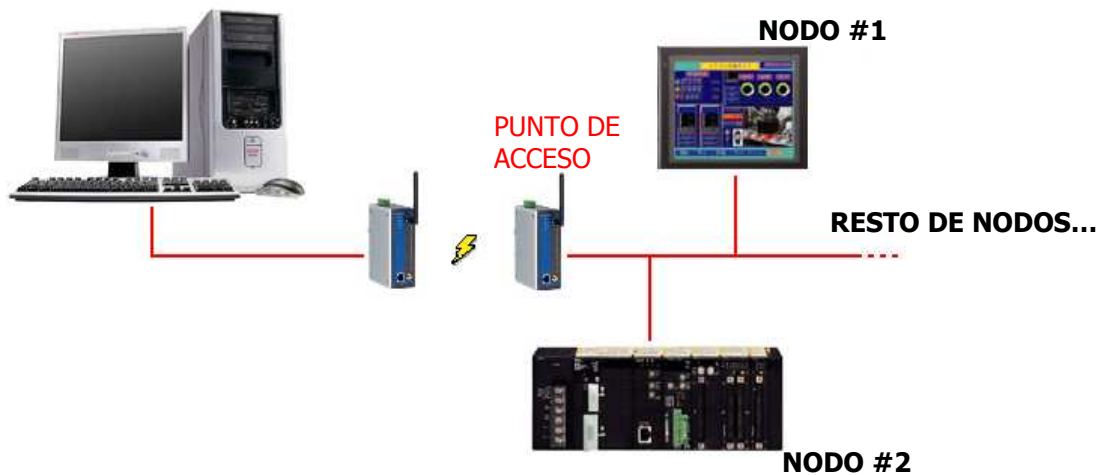 NODO #1
PUNTO DE
ACCESO
RESTO DE NODOS...
NODO #2